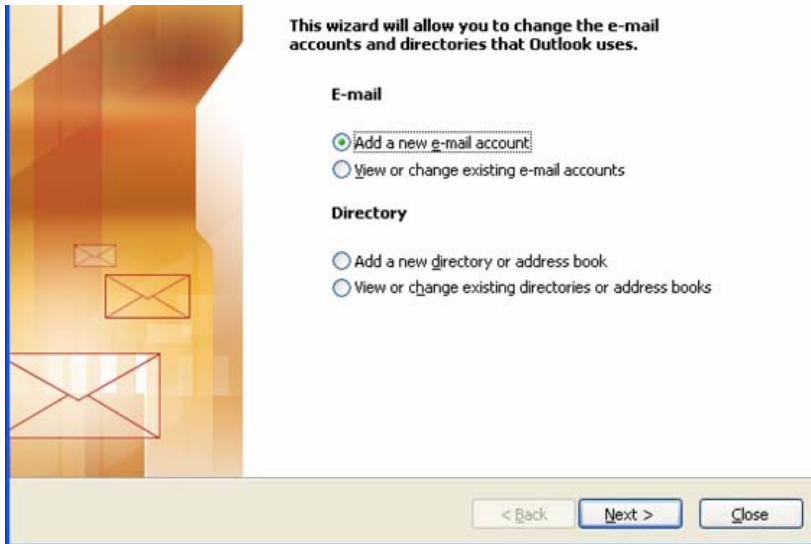 This wizard will allow you to change the e-mail
accounts and directories that Outlook uses.
E-mail
Add a new e-mail account
View or change existing e-mail accounts
Directory
Add a new directory or address book
View or change existing directories or address books
< Back
Next >
Close